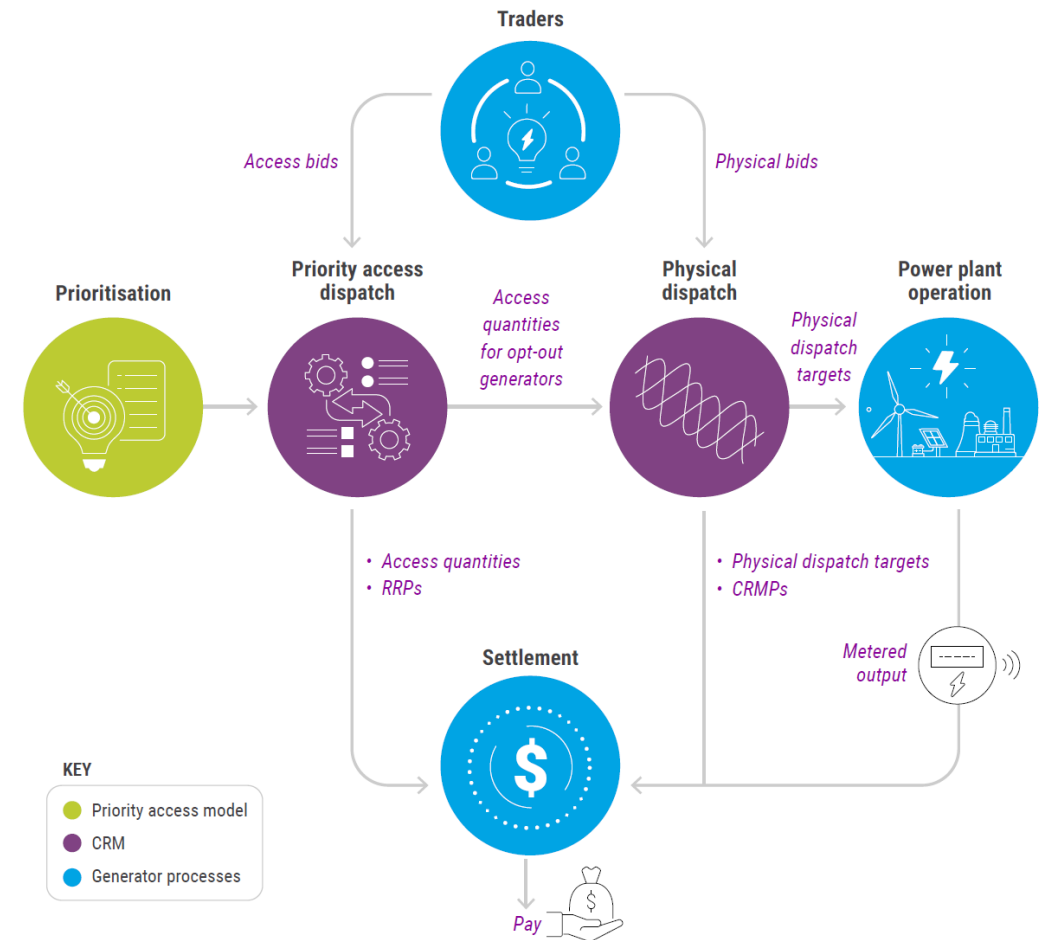 Traders
Access bids
Physical bids
Prioritisation
Priority access
dispatch
Access
quantities
for opt-out
generators
Physical
dispatch
Physical
dispatch
targets
Power plant
operation
• Access quantities
• RRPs
• Physical dispatch targets
• CRMPs
Metered
output
Settlement
$
KEY
Priority access model
CRM
Generator processes
Pay
$